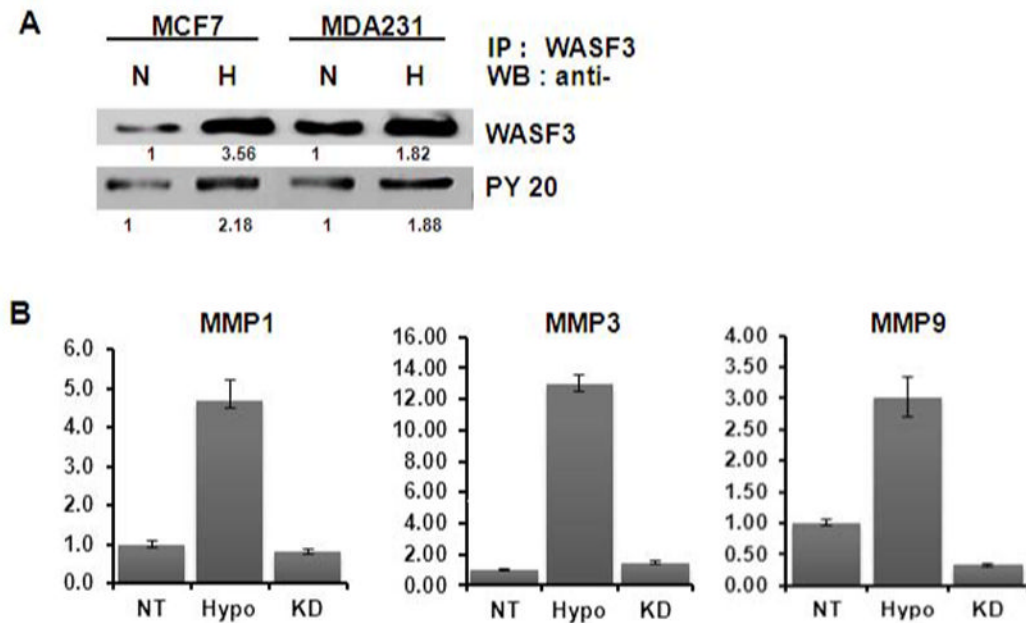 A
MCF7 MDA231
IP : WASF3
N H N H
WB : anti-
WASF3
1 3.56 1 1.82
PY 20
1 2.18 1 1.88
B
MMP1
6.0
5.0
4.0
3.0
2.0
1.0
0.0
NT Hypo KD
MMP3
16.00
14.00
12.00
10.00
8.00
6.00
4.00
2.00
0.00
NT Hypo KD
MMP9
4.00
3.50
3.00
2.50
2.00
1.50
1.00
0.50
0.00
NT Hypo KD